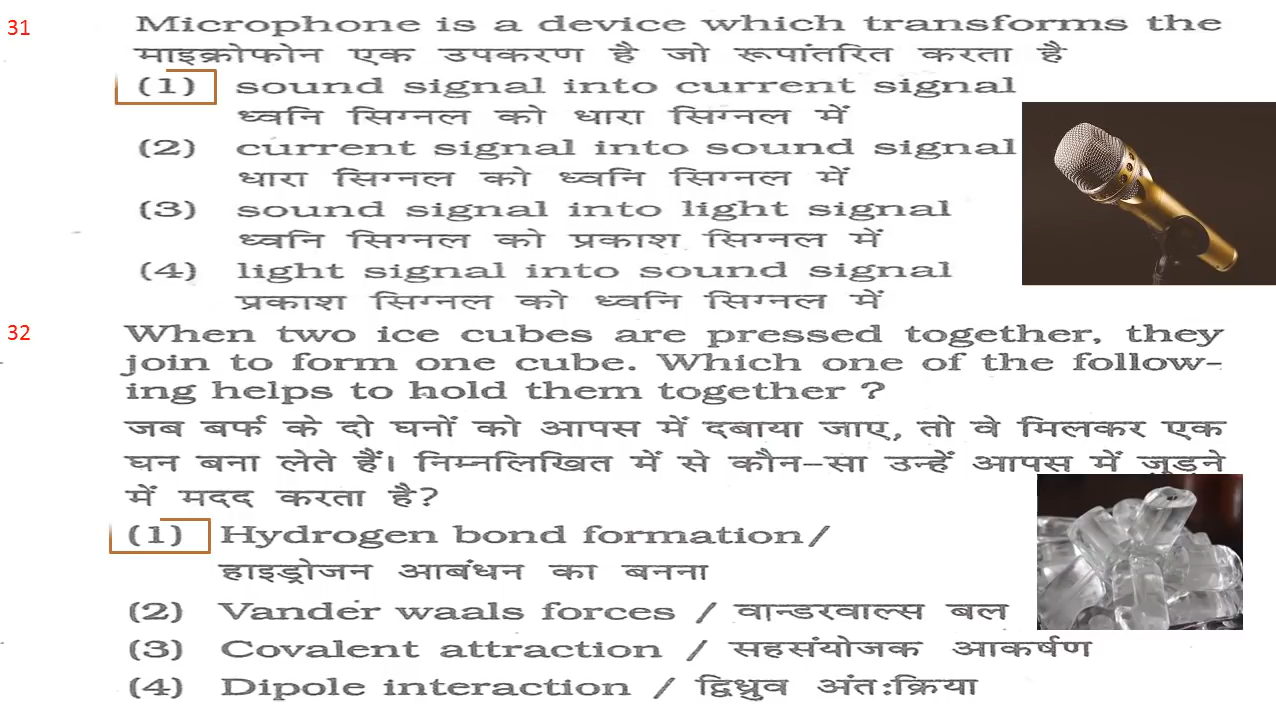 31
Microphone is a device which transforms the
माइक्रोफोन एक उपकरण है जो रूपांतरित करता है
(1) sound signal into current signal
ध्वनि सिग्नल को धारा सिग्नल में
(2) current signal into sound signal
धारा सिग्नल को ध्वनि सिग्नल में
(3) sound signal into light signal
ध्वनि सिग्नल को प्रकाश सिग्नल में
(4) light signal into sound signal
प्रकाश सिग्नल को ध्वनि सिग्नल में
32
When two ice cubes are pressed together, they
join to form one cube. Which one of the follow-
ing helps to hold them together ?
जब बर्फ के दो घनों को आपस में दबाया जाए, तो वे मिलकर एक
घन बना लेते हैं। निम्नलिखित में से कौन-सा उन्हें आपस में जुड़ने
में मदद करता है?
(1) Hydrogen bond formation/
हाइड्रोजन आबंधन का बनना
(2) Vander waals forces / वान्डरवाल्स बल
(3) Covalent attraction / सहसंयोजक आकर्षण
(4) Dipole interaction / द्विध्रुव अंतःक्रिया